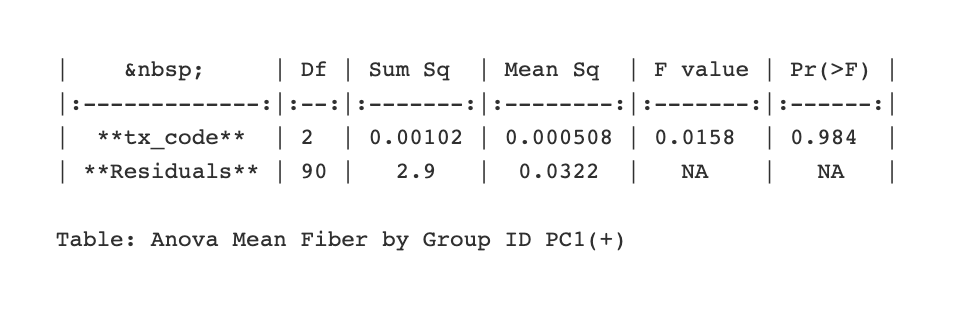 |    &nbsp;     | Df | Sum Sq  | Mean Sq  | F value | Pr(>F) |
|:-------------:|:--:|:-------:|:--------:|:-------:|:------:|
|  **tx_code**  | 2  | 0.00102 | 0.000508 | 0.0158  | 0.984  |
| **Residuals** | 90 |   2.9   |  0.0322  |   NA    |   NA   |
Table: Anova Mean Fiber by Group ID PC1(+)